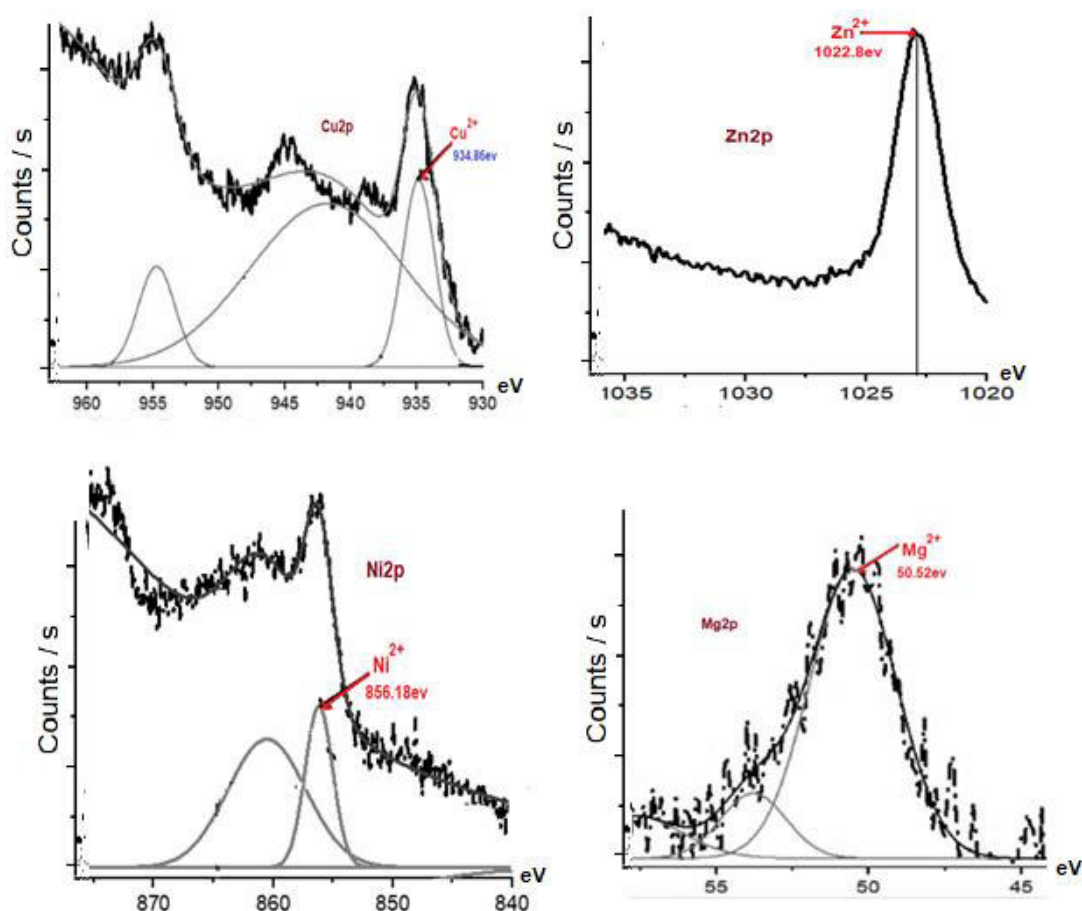 Counts / s
Cu2p
Cu2+
934.86ev
960 955 950 945 940 935 930
eV
Counts / s
Zn2p
Zn2+
1022.8ev
1035 1030 1025 1020
eV
Counts / s
Ni2p
Ni2+
856.18ev
870 860 850 840
eV
Counts / s
Mg2p
Mg2+
50.52ev
55 50 45
eV